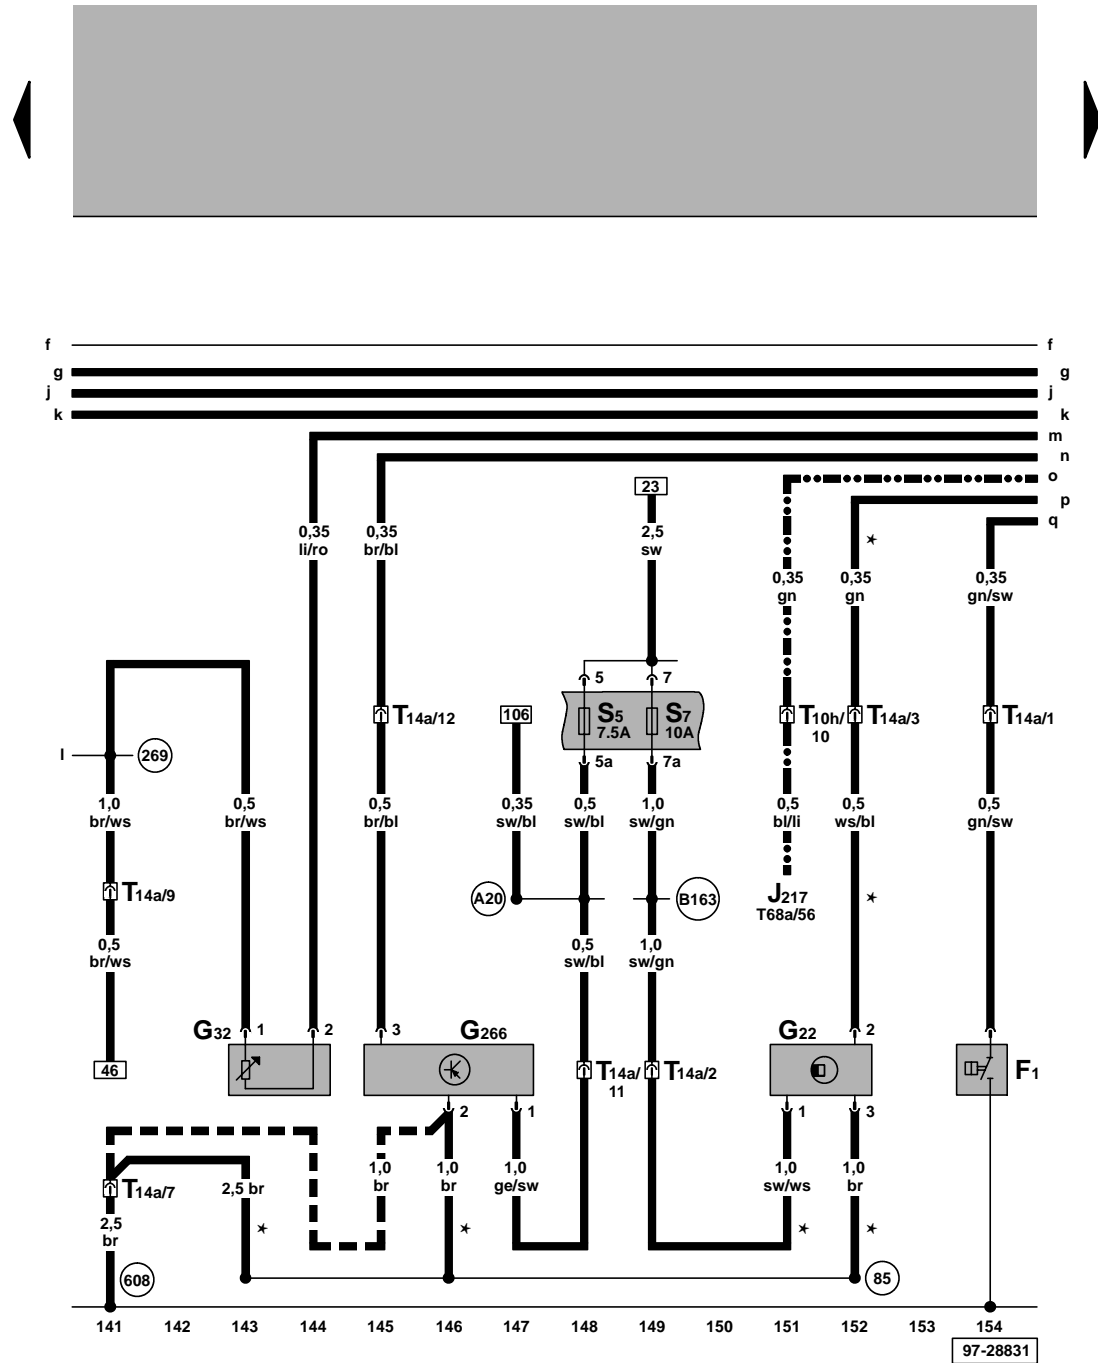 f f
g g
j j
k k
m
n
o
23
p
q
0,35 0,35 2,5
li/ro br/bl sw
0,35 0,35 0,35
gn gn gn/sw
5 7
T14a/12 106 S5 S7 T10h/ T14a/3 T14a/1
7.5A 10A 10
l 269
5a 7a
1,0 0,5 0,5 0,35 0,5 1,0 0,5 0,5 0,5
br/ws br/ws br/bl sw/bl sw/bl sw/gn bl/li ws/bl gn/sw
T14a/9 A20 B163 J217 ★
T68a/56
0,5 0,5 1,0
br/ws sw/bl sw/gn
G32 1 2 3 G266 G22 2
46 T14a/ T14a/2 F1
11
2 1 1 3
T14a/7 2,5 br 1,0 1,0 1,0 1,0 1,0
br br ge/sw sw/ws br
2,5
br
★ ★ ★ ★
608 85
141 142 143 144 145 146 147 148 149 150 151 152 153 154
97-28831